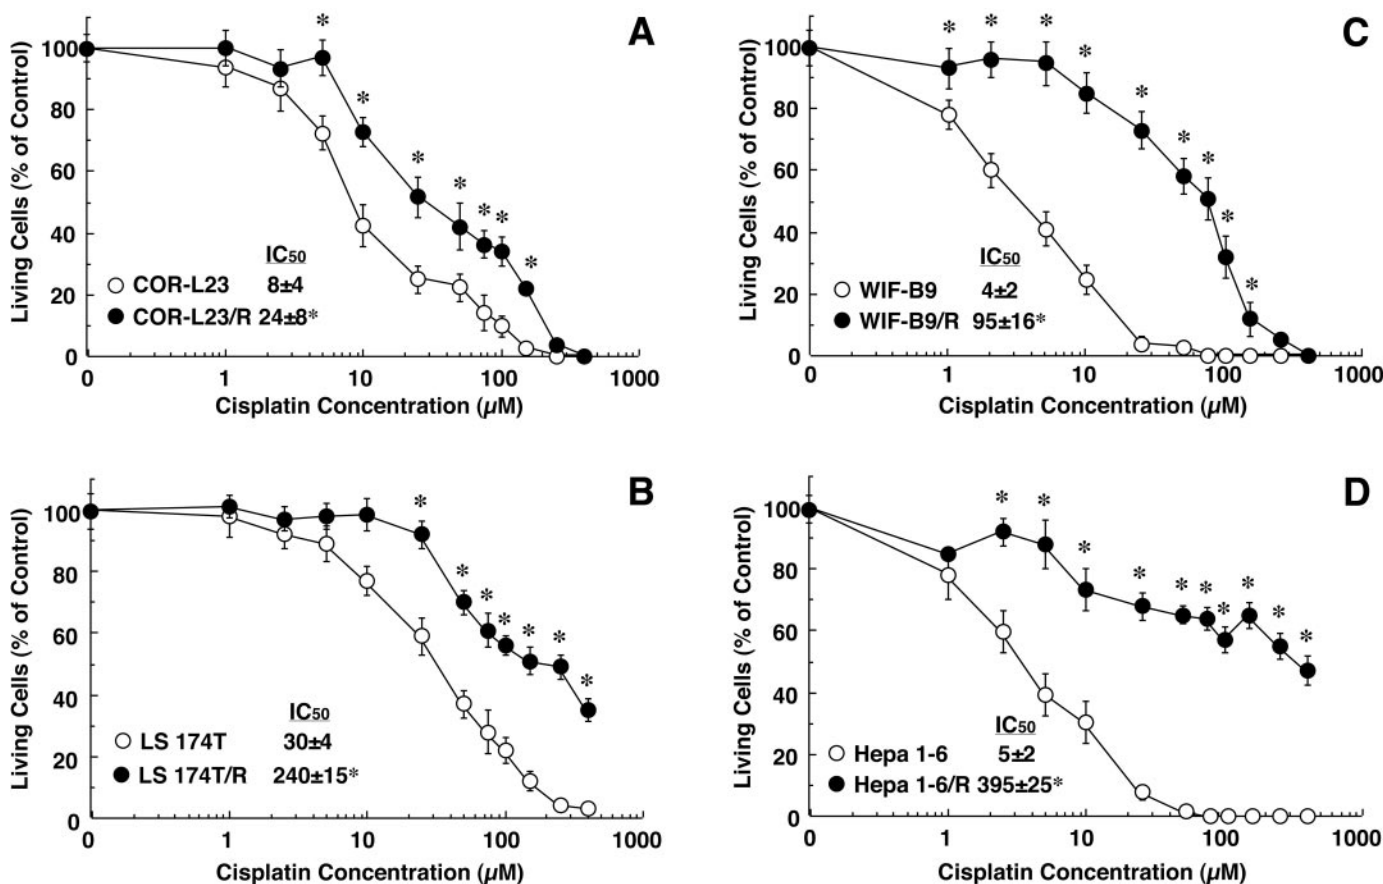 A
Living Cells (% of Control)
100
80
60
40
20
0
* * * * * * *
IC50
COR-L23 8±4
COR-L23/R 24±8*
0 1 10 100 1000
Cisplatin Concentration (µM)
C
Living Cells (% of Control)
100
80
60
40
20
0
* * * * * * * * *
IC50
WIF-B9 4±2
WIF-B9/R 95±16*
0 1 10 100 1000
Cisplatin Concentration (µM)
B
Living Cells (% of Control)
100
80
60
40
20
0
* * * * * * *
IC50
LS 174T 30±4
LS 174T/R 240±15*
0 1 10 100 1000
Cisplatin Concentration (µM)
D
Living Cells (% of Control)
100
80
60
40
20
0
* * * * * * * * * *
IC50
Hepa 1-6 5±2
Hepa 1-6/R 395±25*
0 1 10 100 1000
Cisplatin Concentration (µM)